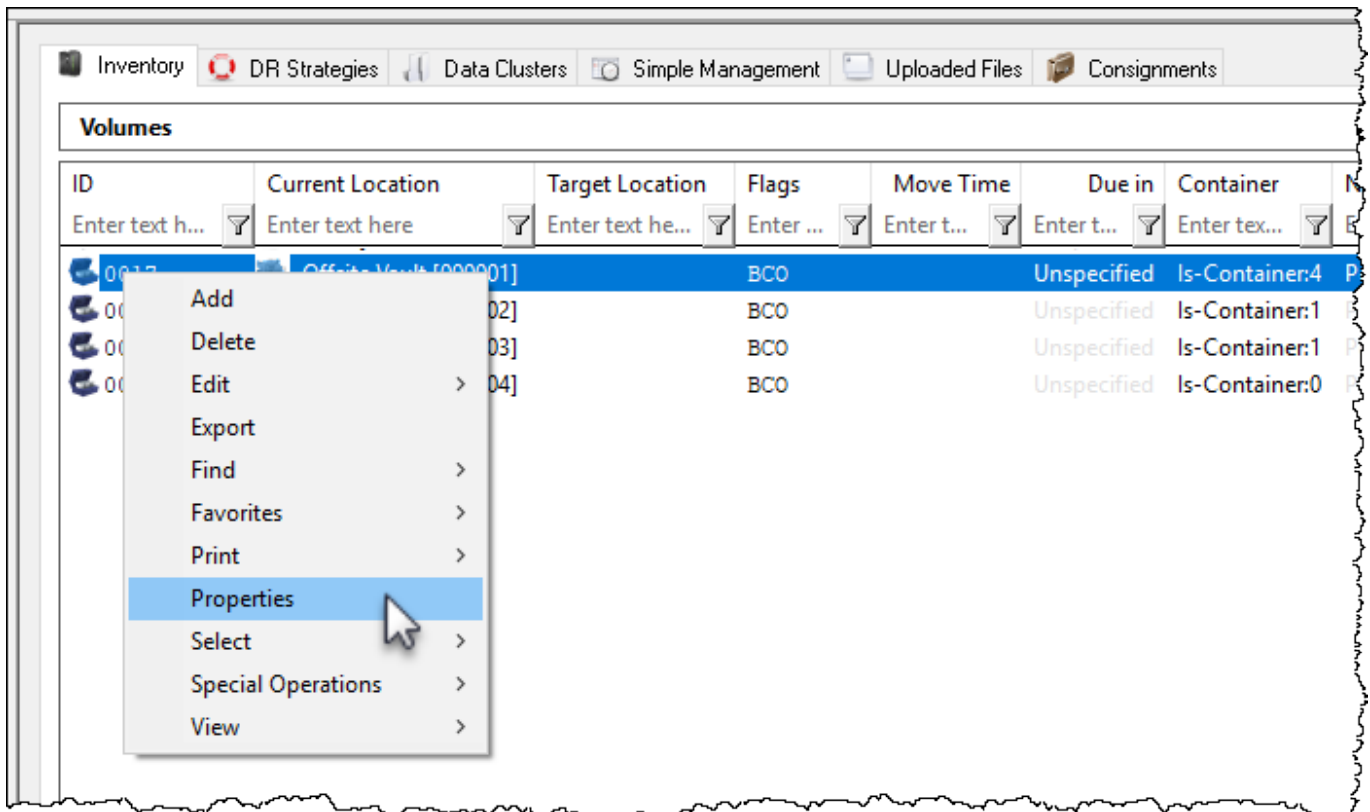 Inventory DR Strategies Data Clusters Simple Management Uploaded Files Consignments
Volumes
ID Current Location Target Location Flags Move Time Due in Container
Enter text h... Enter text here Enter text he... Enter ... Enter t... Enter t... Enter tex...
Offsite Vault [000001] BCO Unspecified Is-Container:4 P
02] BCO Unspecified Is-Container:1
03] BCO Unspecified Is-Container:1 P
04] BCO Unspecified Is-Container:0 P
Add
Delete
Edit >
Export
Find >
Favorites >
Print >
Properties
Select >
Special Operations >
View >